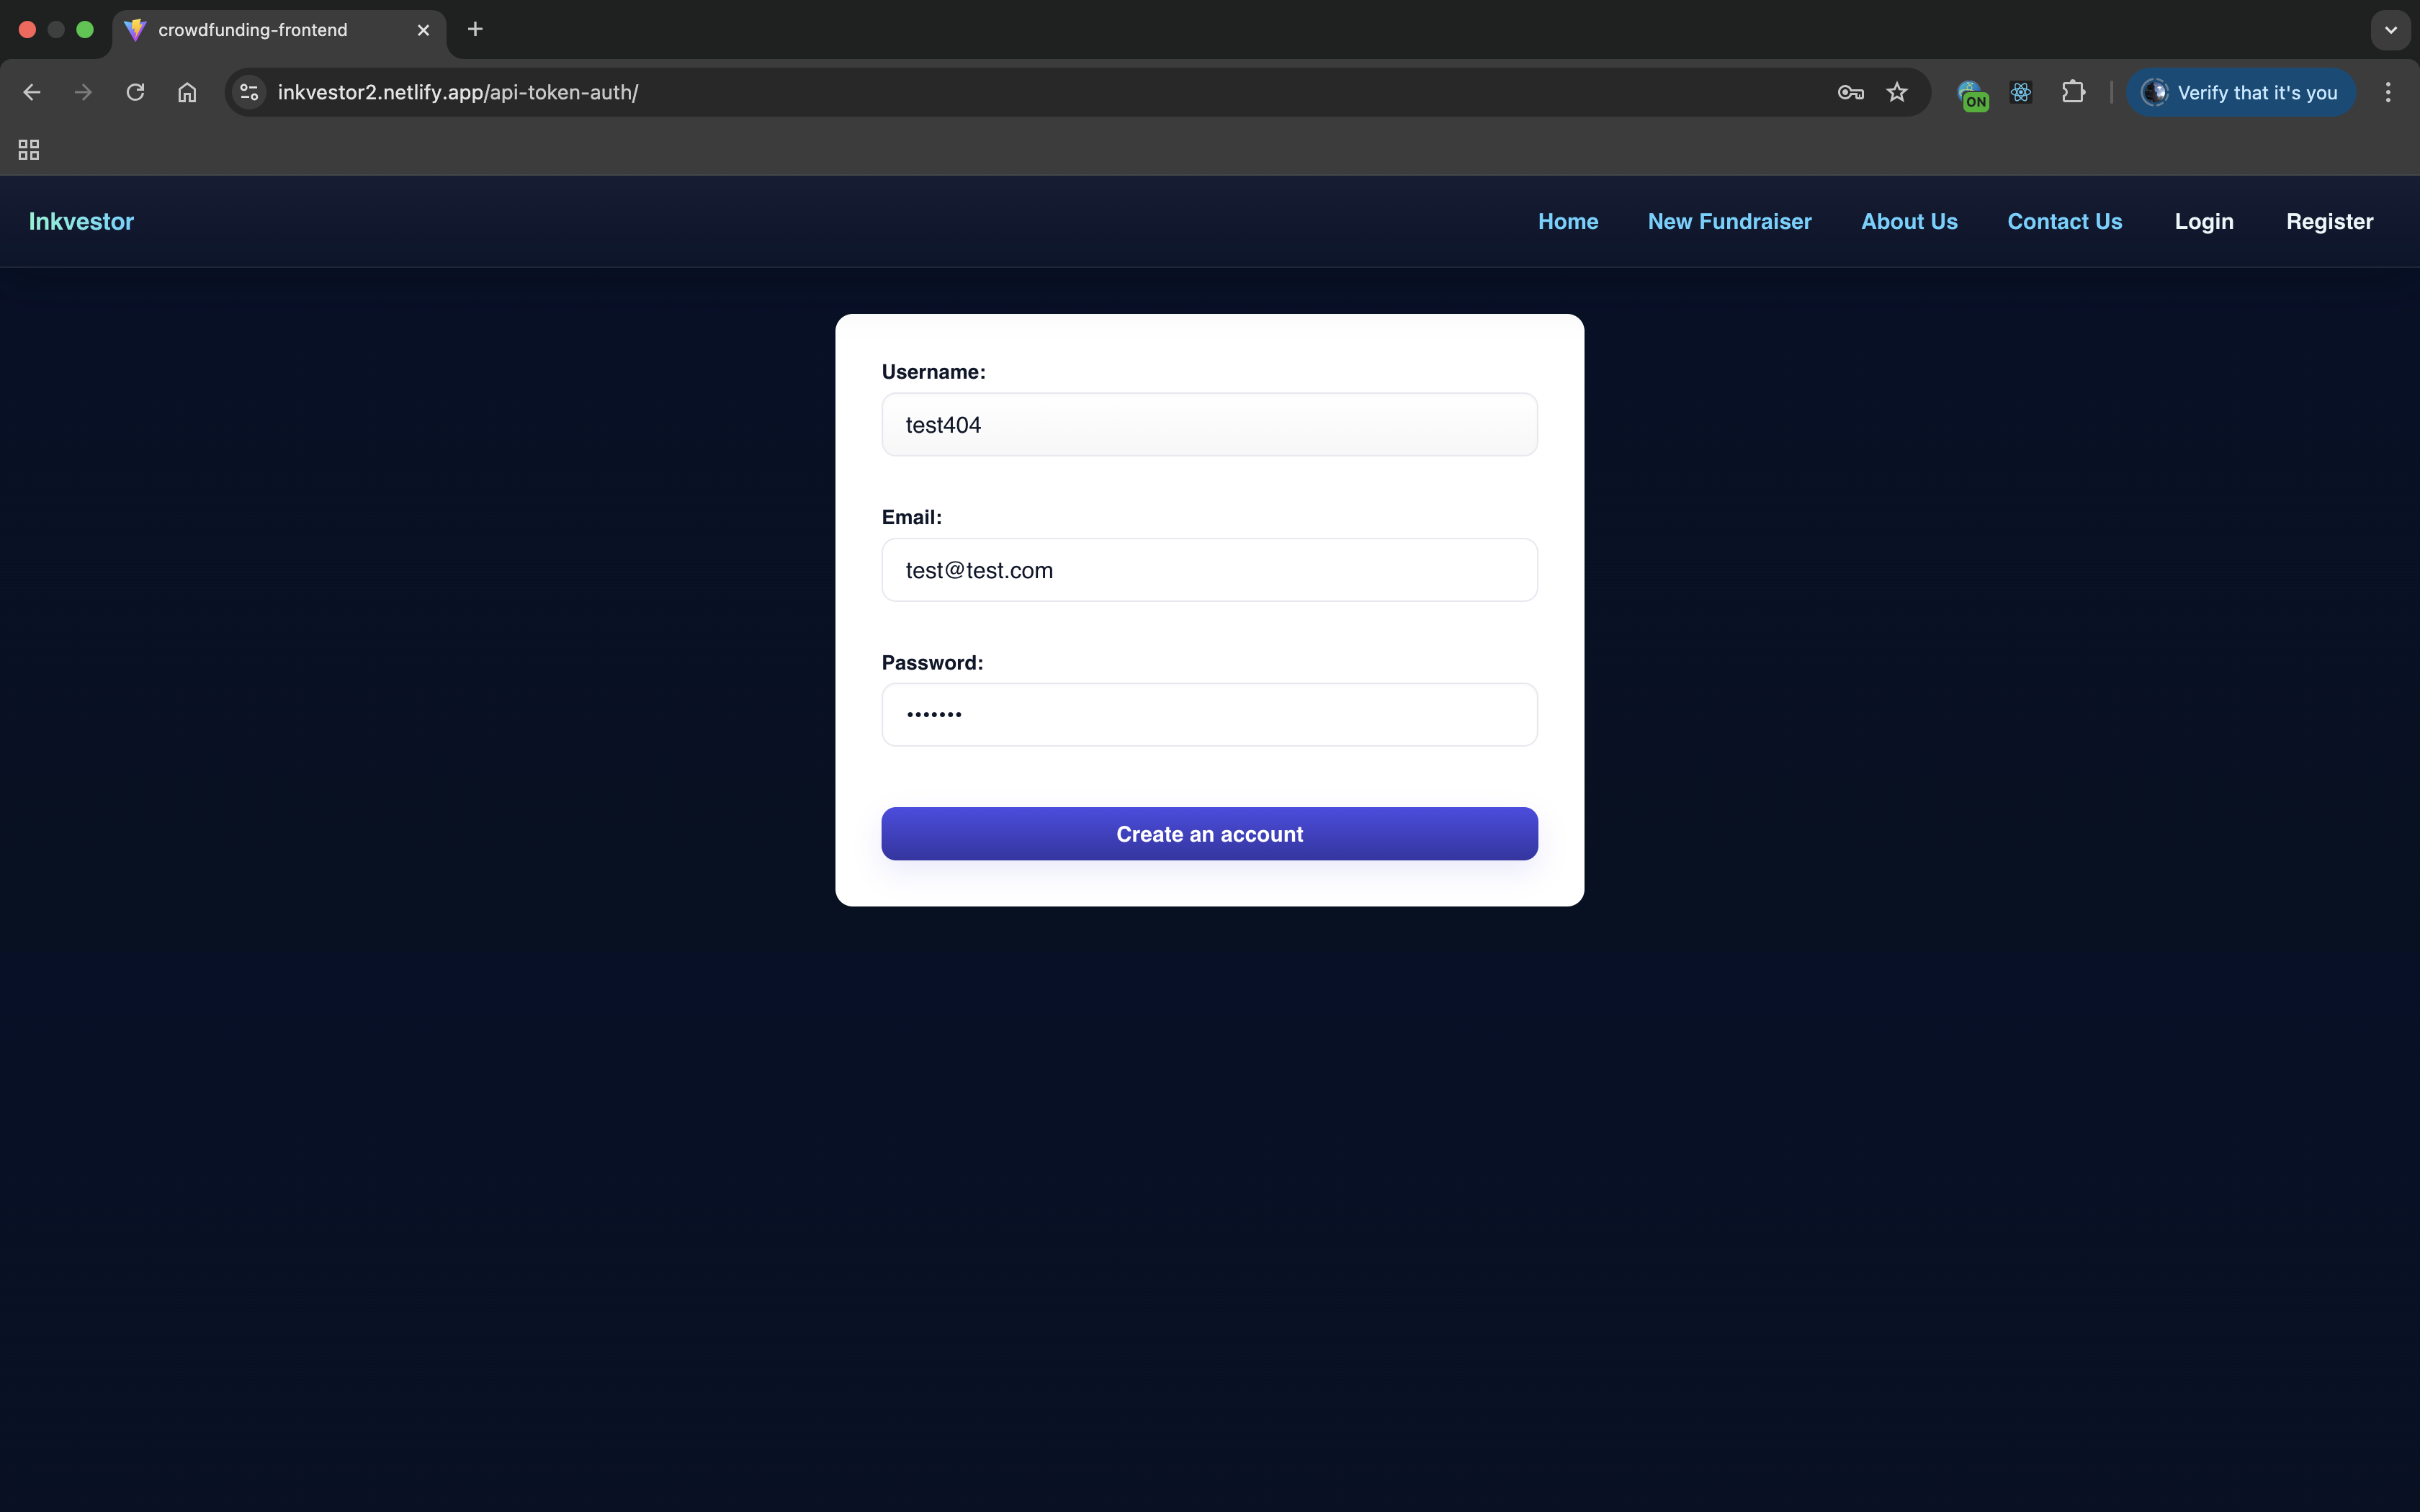 crowdfunding-frontend
inkvestor2.netlify.app/api-token-auth/
ON
Verify that it's you
Inkvestor
Home
New Fundraiser
About Us
Contact Us
Login
Register
Username:
test404
Email:
test@test.com
Password:
•••••••
Create an account